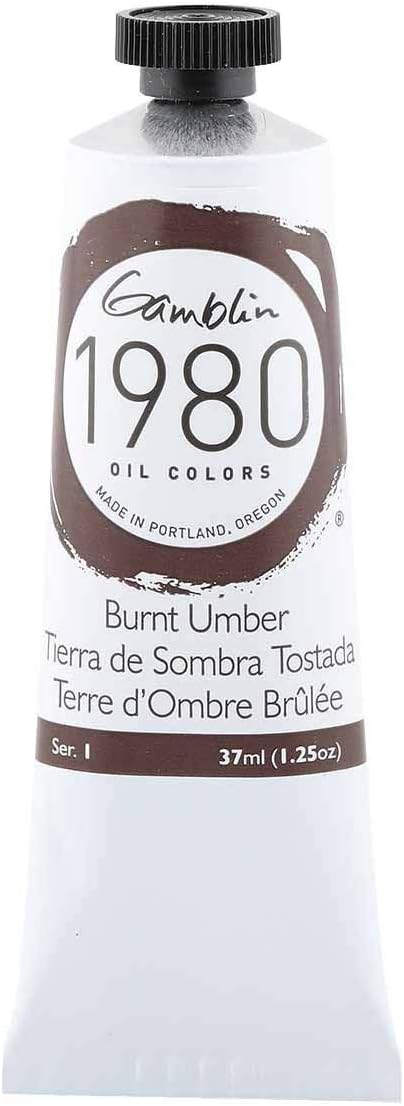 Gamblin
1980
OIL COLORS
MADE IN PORTLAND, OREGON
®
Burnt Umber
Tierra de Sombra Tostada
Terre d'Ombre Brûlée
Ser. 1 37ml (1.25oz)